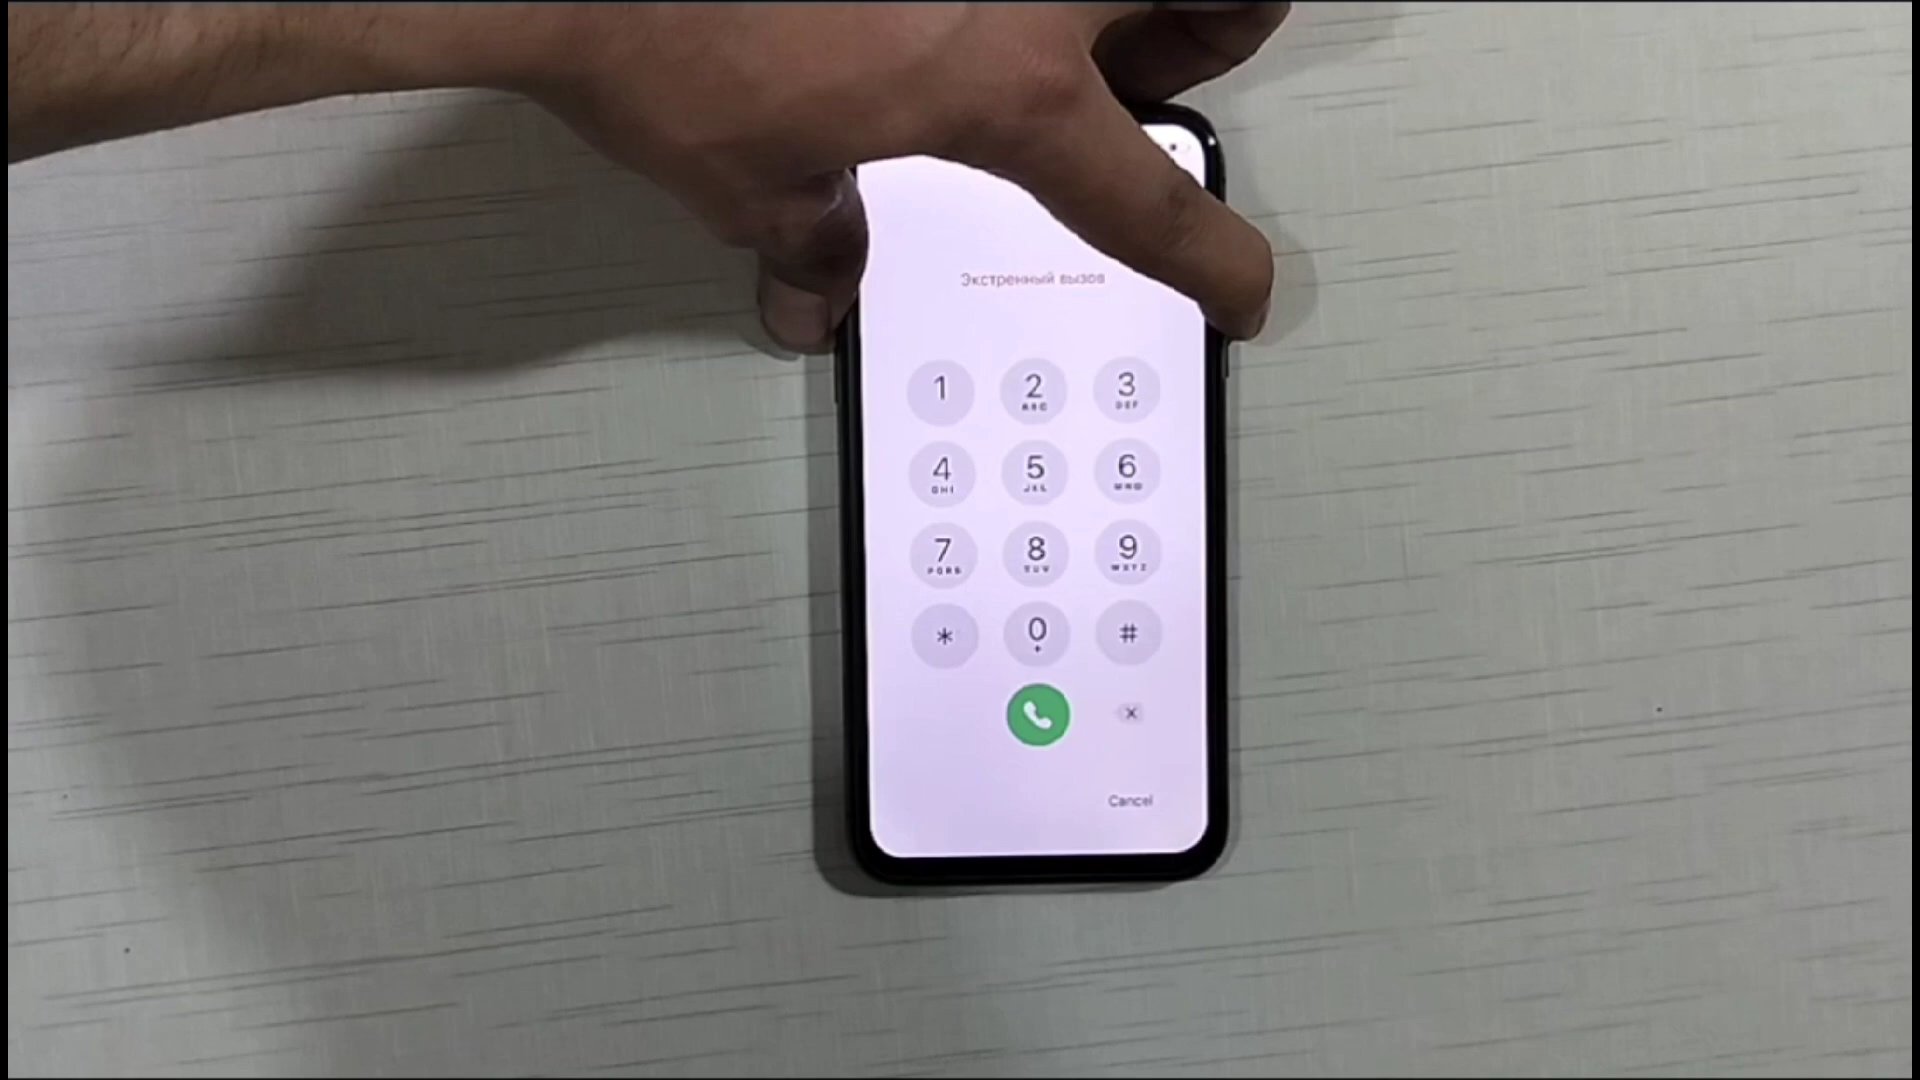 Экстренный вызов
1 2 3
ABC DEF
4 5 6
GHI JKL MNO
7 8 9
PQRS TUV WXYZ
* 0 #
+
Cancel